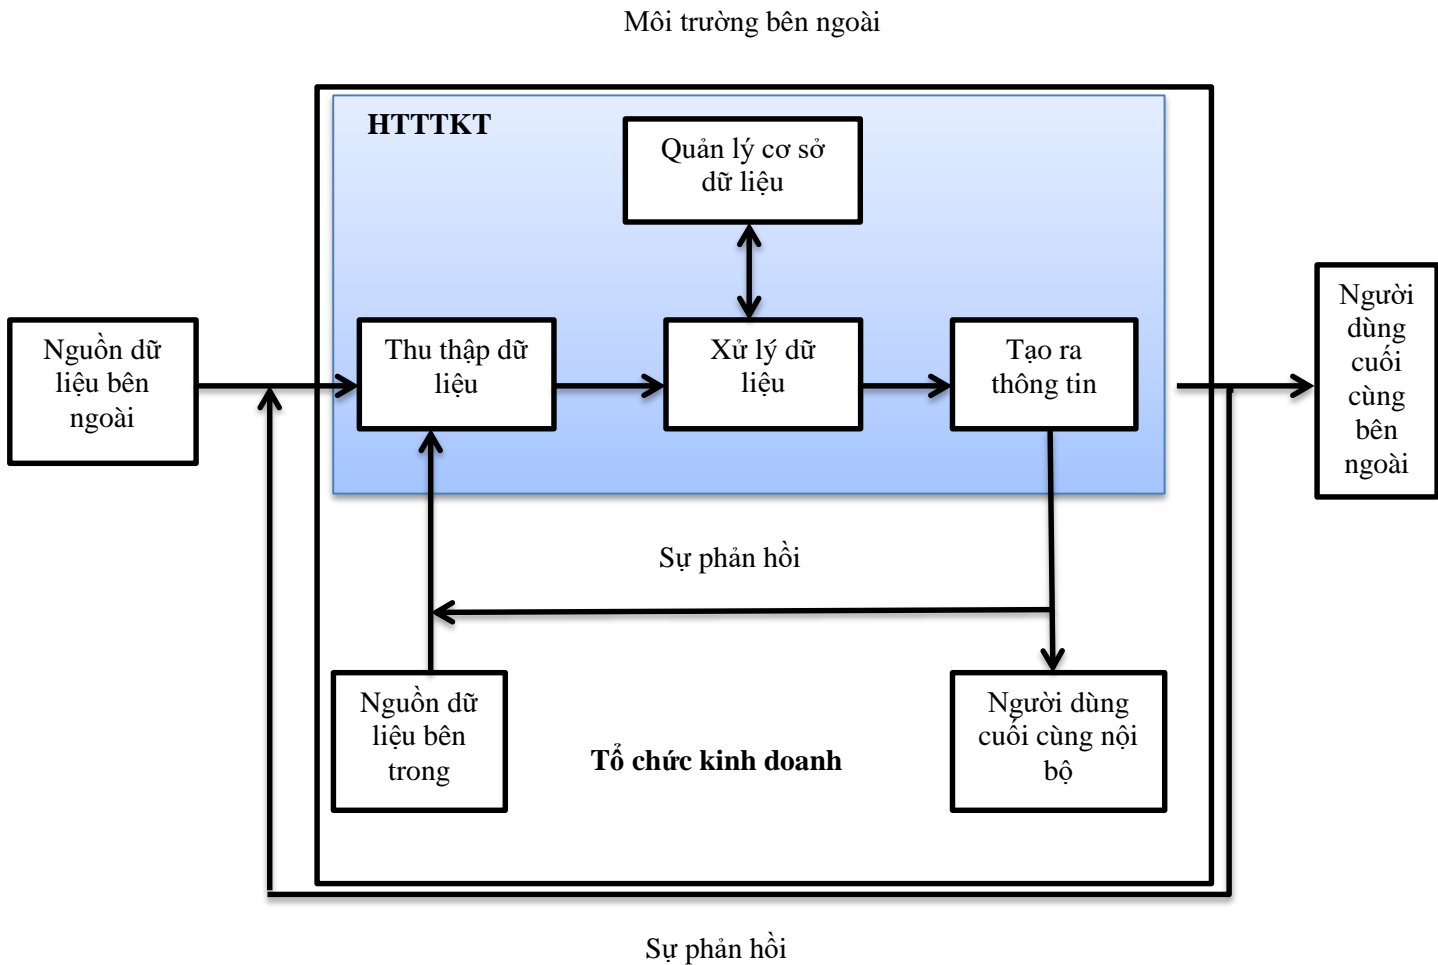 Môi trường bên ngoài
HTTTKT
Quản lý cơ sở
dữ liệu
Nguồn dữ
liệu bên
ngoài
Thu thập dữ
liệu
Xử lý dữ
liệu
Tạo ra
thông tin
Người
dùng
cuối
cùng
bên
ngoài
Sự phản hồi
Nguồn dữ
liệu bên
trong
Tổ chức kinh doanh
Người dùng
cuối cùng nội
bộ
Sự phản hồi